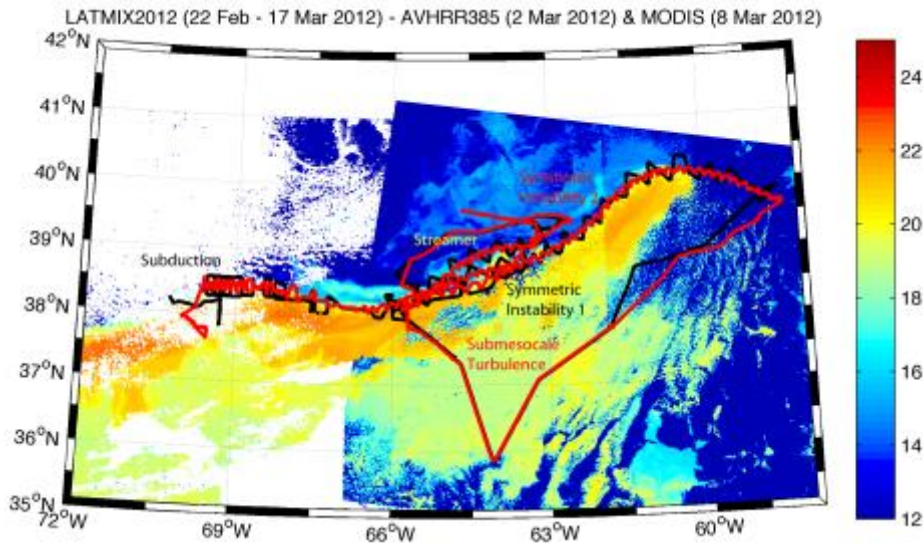 LATMIX2012 (22 Feb - 17 Mar 2012) - AVHRR385 (2 Mar 2012) & MODIS (8 Mar 2012)
42°N
41°N
40°N
39°N
38°N
37°N
36°N
35°N
72°W
69°W
66°W
63°W
60°W
24
22
20
18
16
14
12
Symmetric
Instability 2
Streamer
Subduction
Symmetric
Instability 1
Submesocale
Turbulence